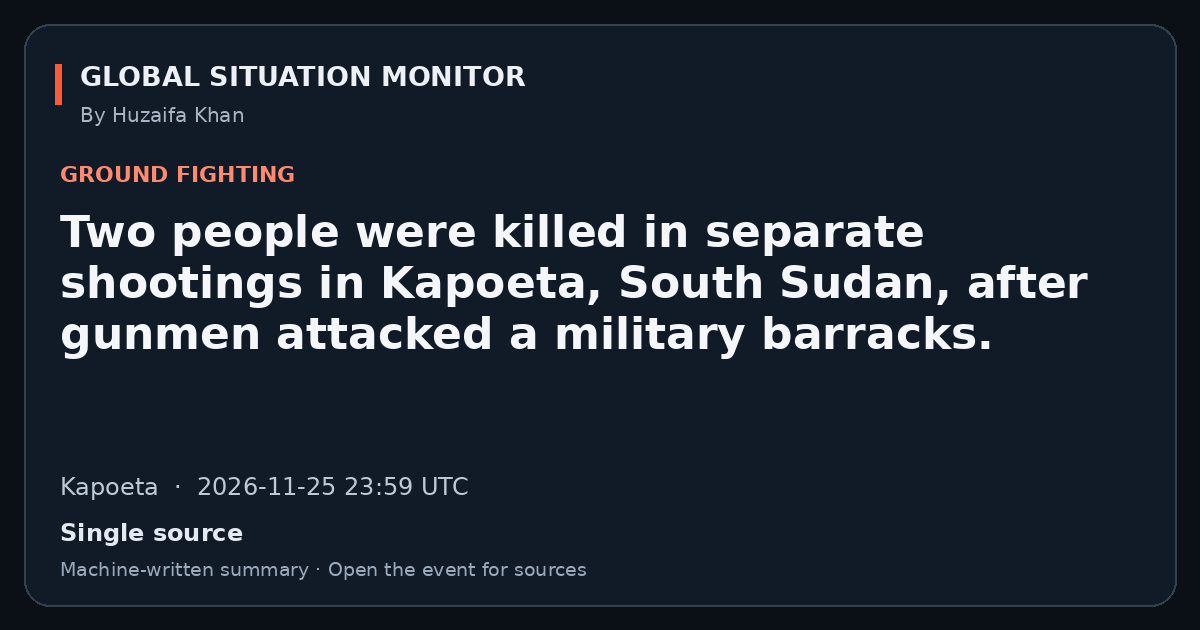 GLOBAL SITUATION MONITOR
By Huzaifa Khan
GROUND FIGHTING
Two people were killed in separate
shootings in Kapoeta, South Sudan, after
gunmen attacked a military barracks.
Kapoeta · 2026-11-25 23:59 UTC
Single source
Machine-written summary · Open the event for sources